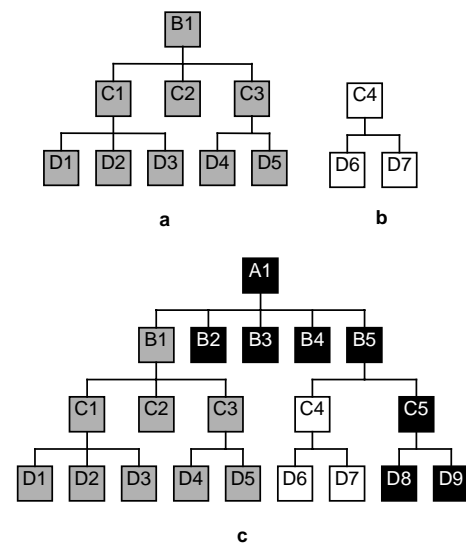 B1
C1 C2 C3 C4
D1 D2 D3 D4 D5 D6 D7
a b
A1
B1 B2 B3 B4 B5
C1 C2 C3 C4 C5
D1 D2 D3 D4 D5 D6 D7 D8 D9
c